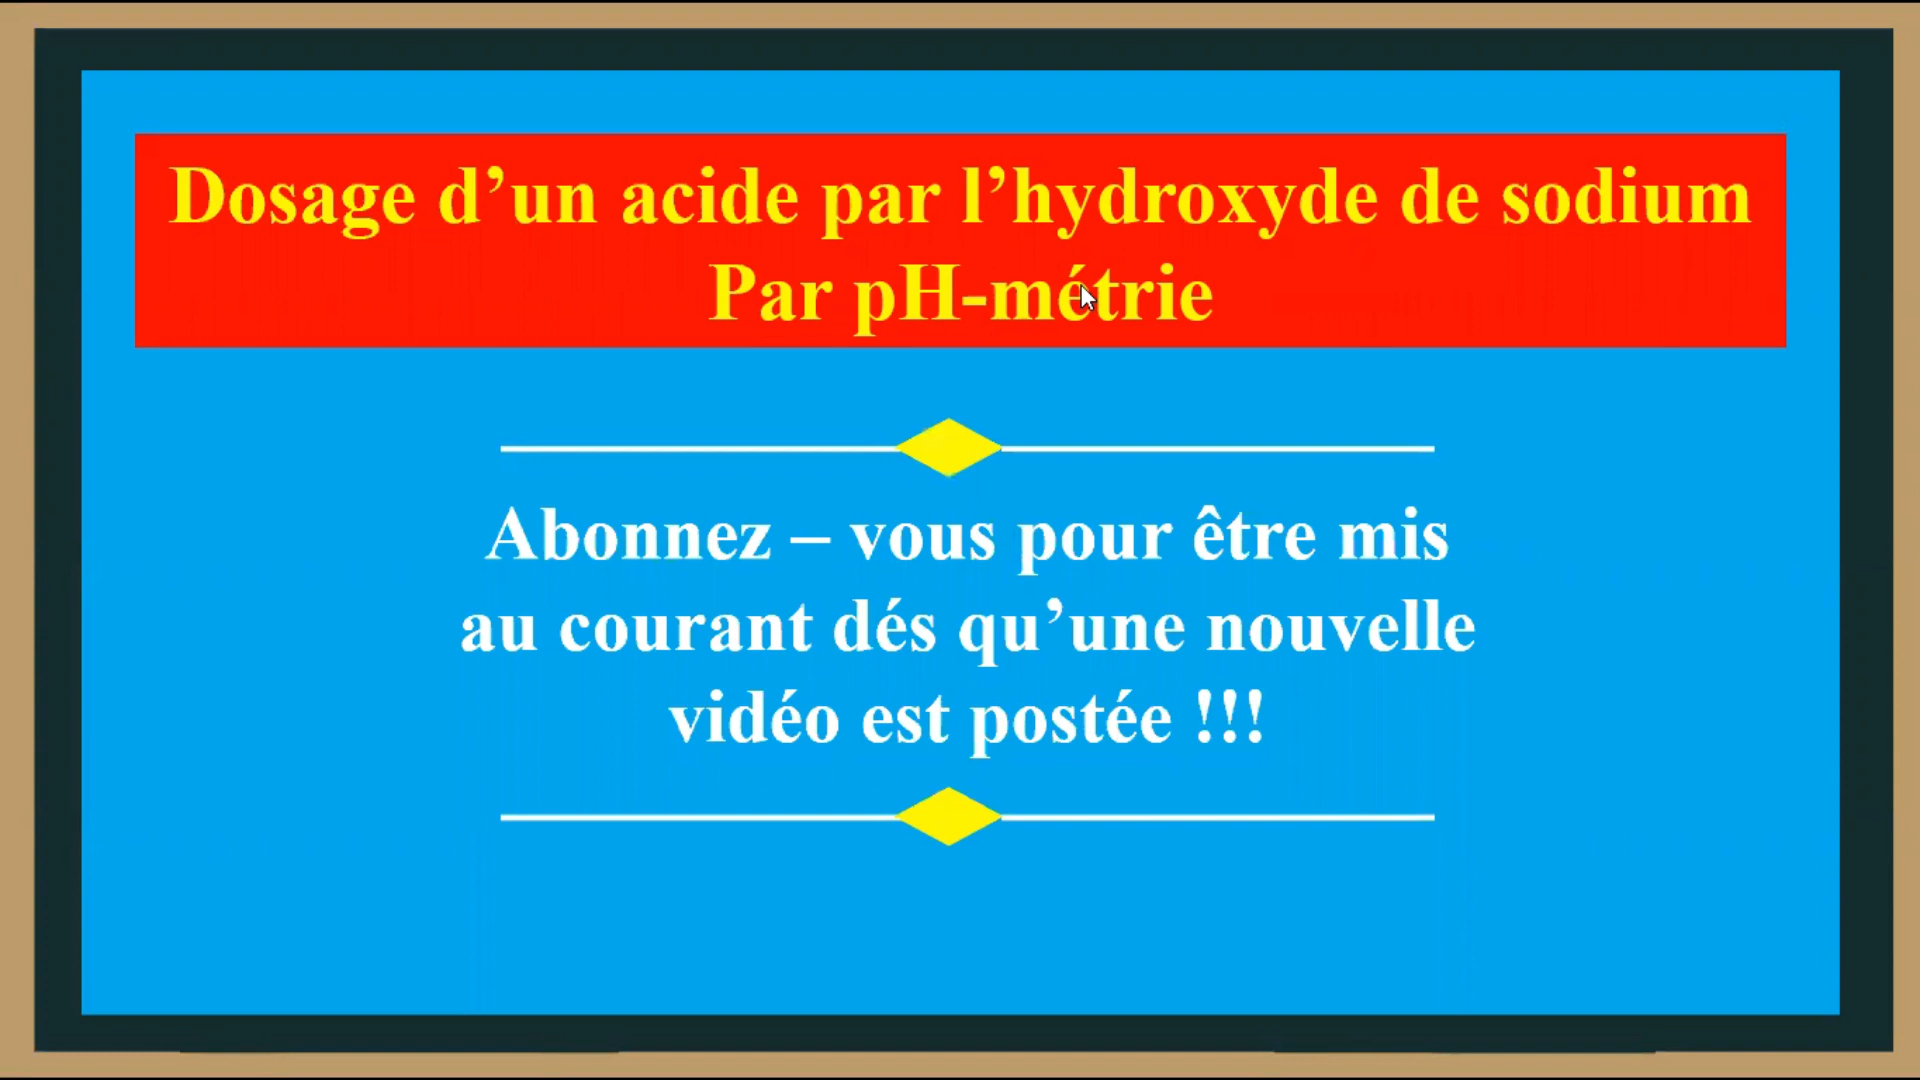 Dosage d’un acide par l’hydroxyde de sodium
Par pH-métrie
Abonnez – vous pour être mis
au courant dés qu’une nouvelle
vidéo est postée !!!